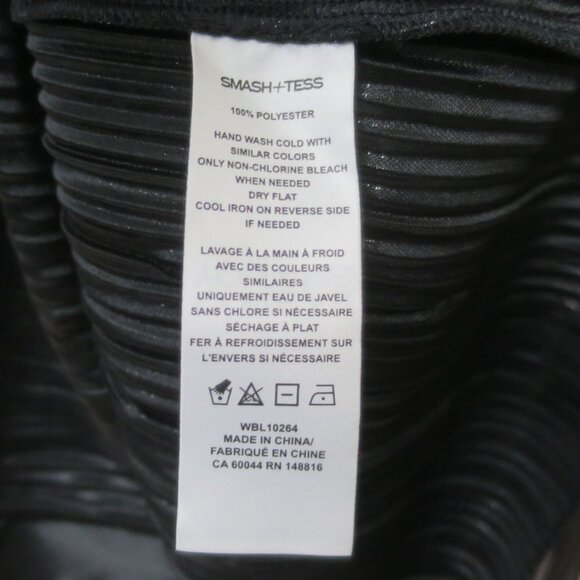 SMASH+TESS
100% POLYESTER
HAND WASH COLD WITH
SIMILAR COLORS
ONLY NON-CHLORINE BLEACH
WHEN NEEDED
DRY FLAT
COOL IRON ON REVERSE SIDE
IF NEEDED
LAVAGE À LA MAIN À FROID
AVEC DES COULEURS
SIMILAIRES
UNIQUEMENT EAU DE JAVEL
SANS CHLORE SI NÉCESSAIRE
SÉCHAGE À PLAT
FER À REFROIDISSEMENT SUR
L'ENVERS SI NÉCESSAIRE
WBL10264
MADE IN CHINA/
FABRIQUÉ EN CHINE
CA 60044 RN 148816